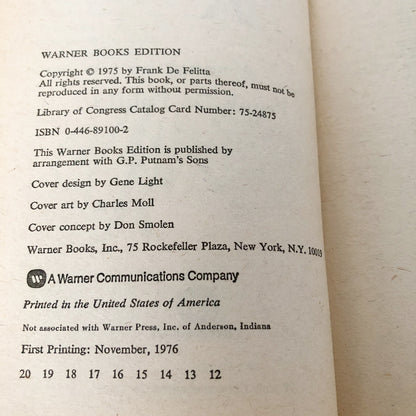 WARNER BOOKS EDITION
Copyright © 1975 by Frank De Felitta
All rights reserved. This book, or parts thereof, must not be
reproduced in any form without permission.
Library of Congress Catalog Card Number: 75-24875
ISBN 0-446-89100-2
This Warner Books Edition is published by
arrangement with G.P. Putnam's Sons
Cover design by Gene Light
Cover art by Charles Moll
Cover concept by Don Smolen
Warner Books, Inc., 75 Rockefeller Plaza, New York, N.Y. 10019
A Warner Communications Company
Printed in the United States of America
Not associated with Warner Press, Inc. of Anderson, Indiana
First Printing: November, 1976
20 19 18 17 16 15 14 13 12